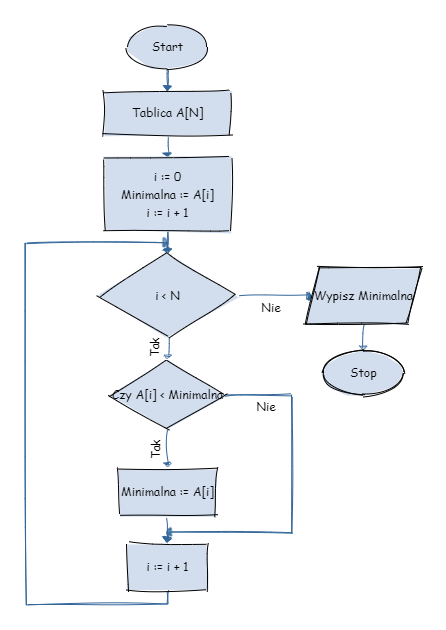 Start
Tablica A[N]
i := 0
Minimalna := A[i]
i := i + 1
i < N
Nie
Wypisz Minimalna
Tak
Stop
Czy A[i] < Minimalna
Nie
Tak
Minimalna := A[i]
i := i + 1